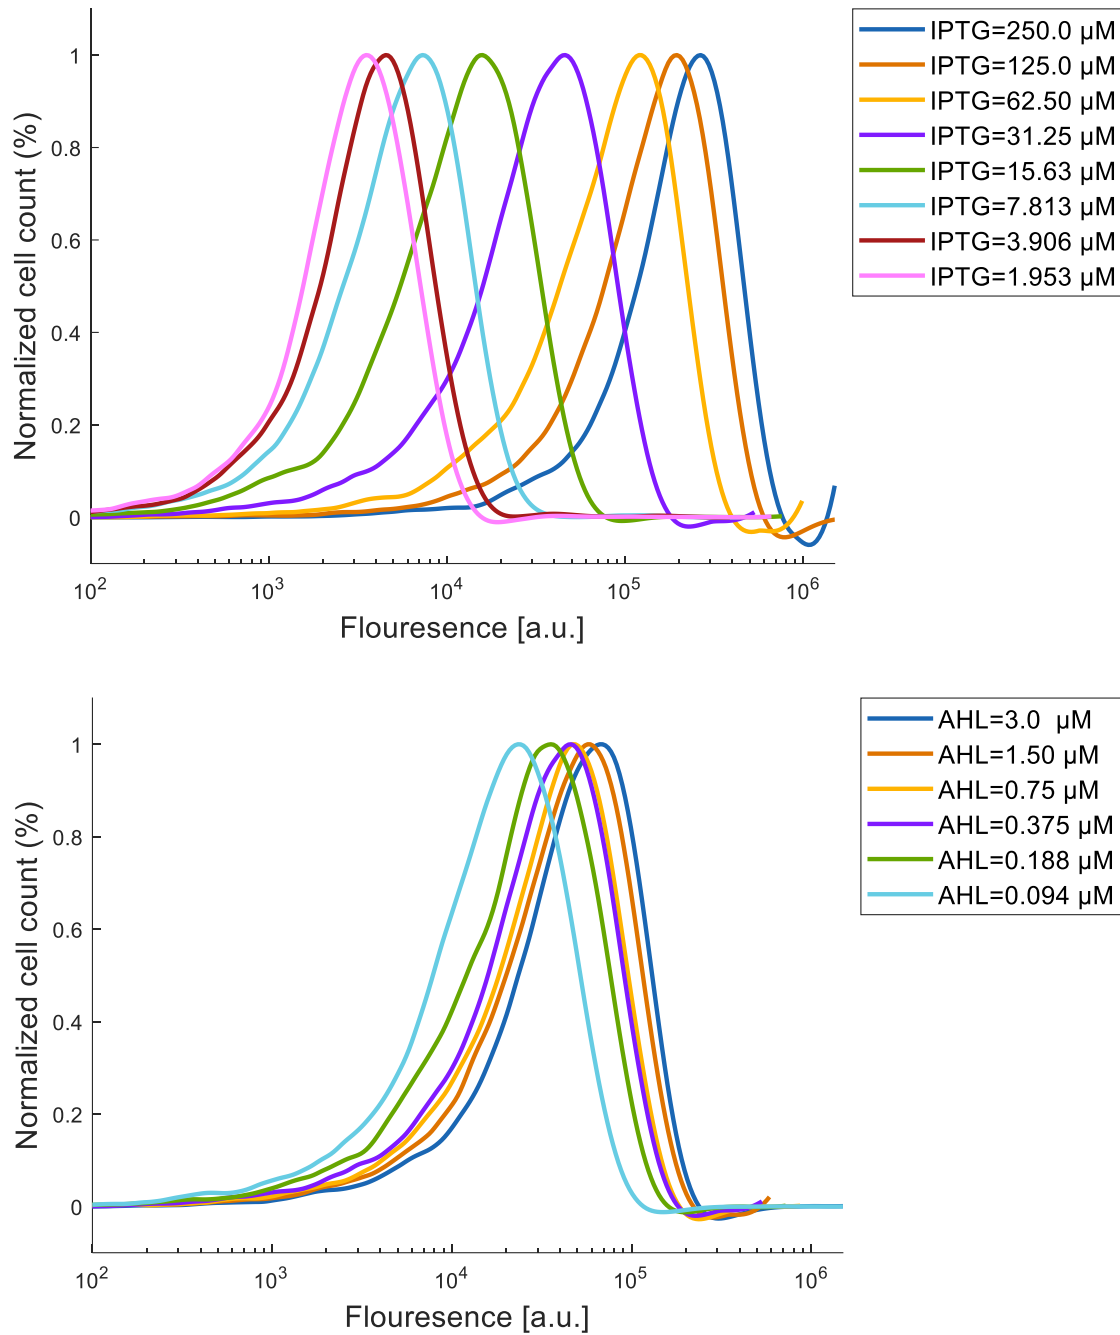 Normalized cell count (%)
1
0.8
0.6
0.4
0.2
0
10^2
10^3
10^4
10^5
10^6
Flouresence [a.u.]
IPTG=250.0 µM
IPTG=125.0 µM
IPTG=62.50 µM
IPTG=31.25 µM
IPTG=15.63 µM
IPTG=7.813 µM
IPTG=3.906 µM
IPTG=1.953 µM
Normalized cell count (%)
1
0.8
0.6
0.4
0.2
0
10^2
10^3
10^4
10^5
10^6
Flouresence [a.u.]
AHL=3.0 µM
AHL=1.50 µM
AHL=0.75 µM
AHL=0.375 µM
AHL=0.188 µM
AHL=0.094 µM